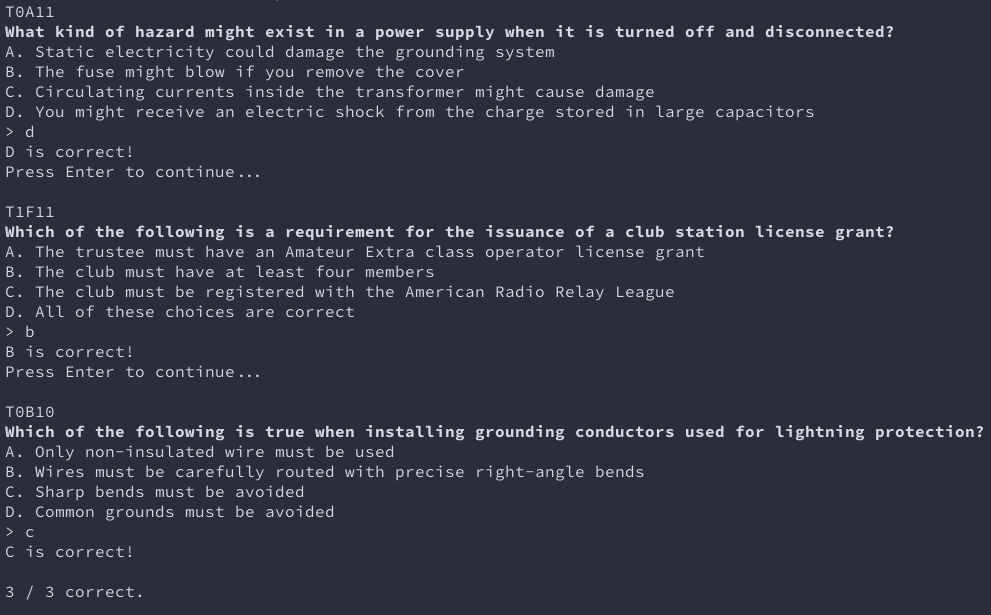 T0A11
What kind of hazard might exist in a power supply when it is turned off and disconnected?
A. Static electricity could damage the grounding system
B. The fuse might blow if you remove the cover
C. Circulating currents inside the transformer might cause damage
D. You might receive an electric shock from the charge stored in large capacitors
> d
D is correct!
Press Enter to continue...
T1F11
Which of the following is a requirement for the issuance of a club station license grant?
A. The trustee must have an Amateur Extra class operator license grant
B. The club must have at least four members
C. The club must be registered with the American Radio Relay League
D. All of these choices are correct
> b
B is correct!
Press Enter to continue...
T0B10
Which of the following is true when installing grounding conductors used for lightning protection?
A. Only non-insulated wire must be used
B. Wires must be carefully routed with precise right-angle bends
C. Sharp bends must be avoided
D. Common grounds must be avoided
> c
C is correct!
3 / 3 correct.